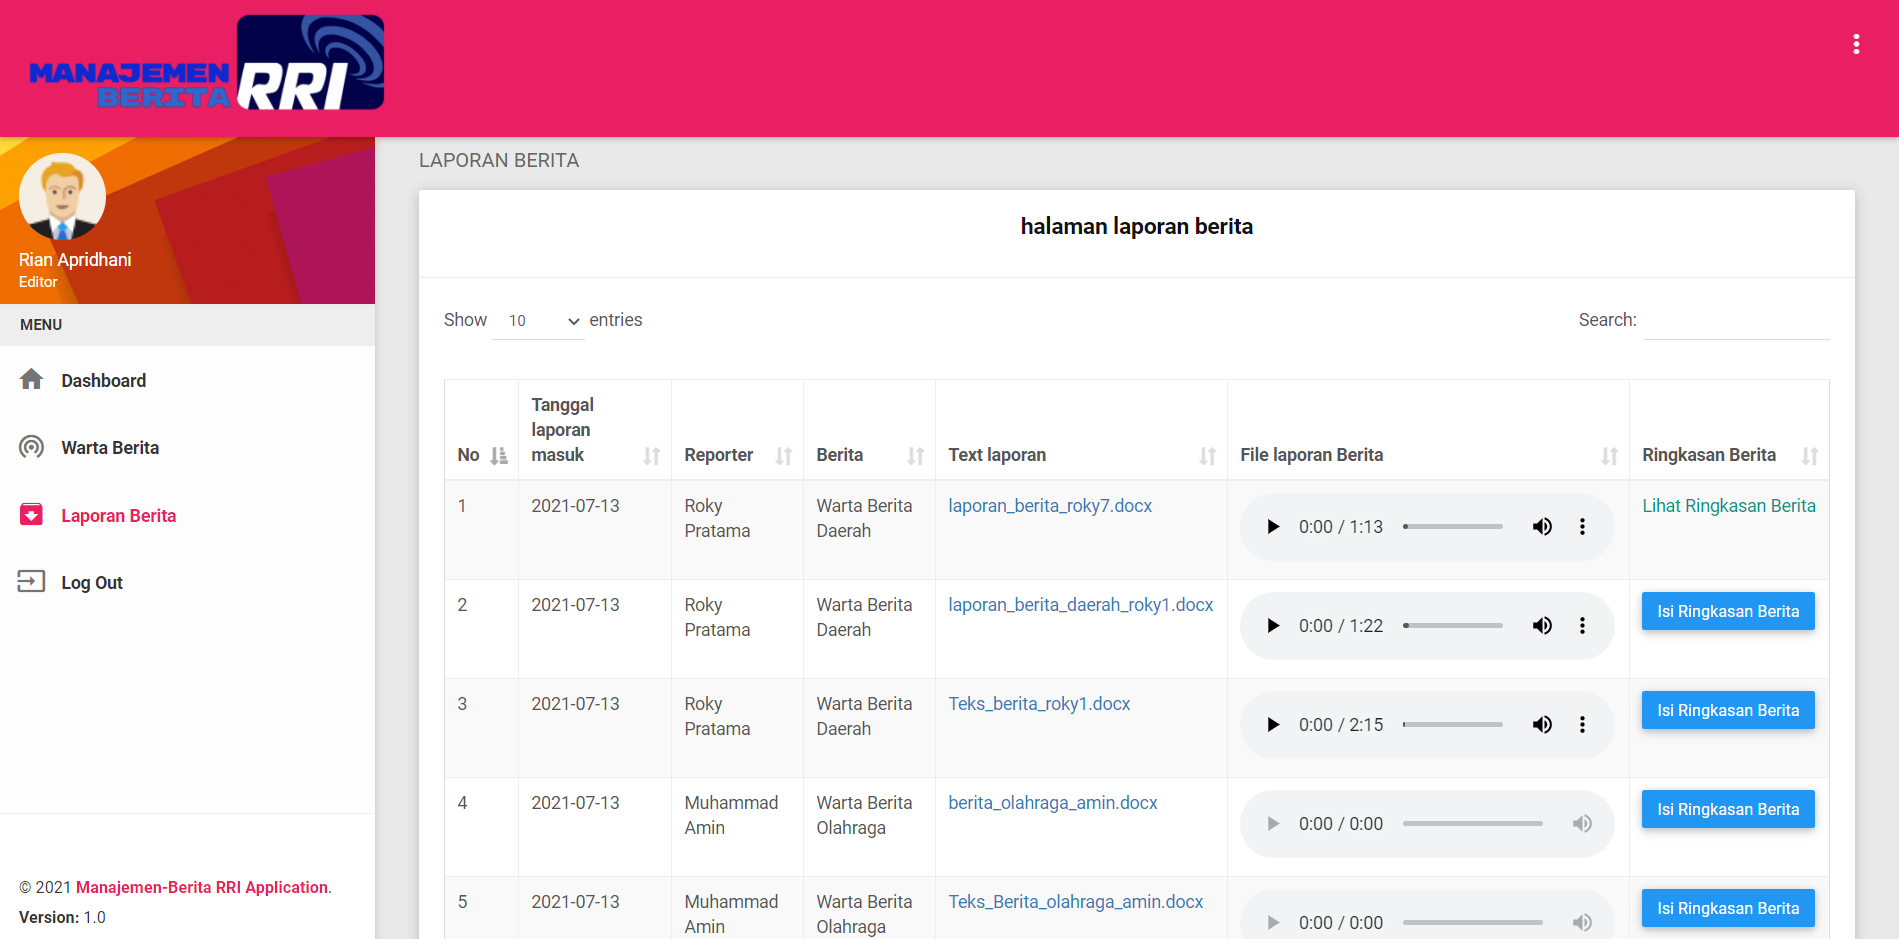 MANAJEMEN
BERITA
RRI
Rian Apridhani
Editor
MENU
Dashboard
Warta Berita
Laporan Berita
Log Out
© 2021 Manajemen-Berita RRI Application.
Version: 1.0
LAPORAN BERITA
halaman laporan berita
Show 10 entries
Search:
No
Tanggal
laporan
masuk
Reporter
Berita
Text laporan
File laporan Berita
Ringkasan Berita
1
2021-07-13
Roky
Pratama
Warta Berita
Daerah
laporan_berita_roky7.docx
0:00 / 1:13
Lihat Ringkasan Berita
2
2021-07-13
Roky
Pratama
Warta Berita
Daerah
laporan_berita_daerah_roky1.docx
0:00 / 1:22
Isi Ringkasan Berita
3
2021-07-13
Roky
Pratama
Warta Berita
Daerah
Teks_berita_roky1.docx
0:00 / 2:15
Isi Ringkasan Berita
4
2021-07-13
Muhammad
Amin
Warta Berita
Olahraga
berita_olahraga_amin.docx
0:00 / 0:00
Isi Ringkasan Berita
5
2021-07-13
Muhammad
Amin
Warta Berita
Olahraga
Teks_Berita_olahraga_amin.docx
0:00 / 0:00
Isi Ringkasan Berita